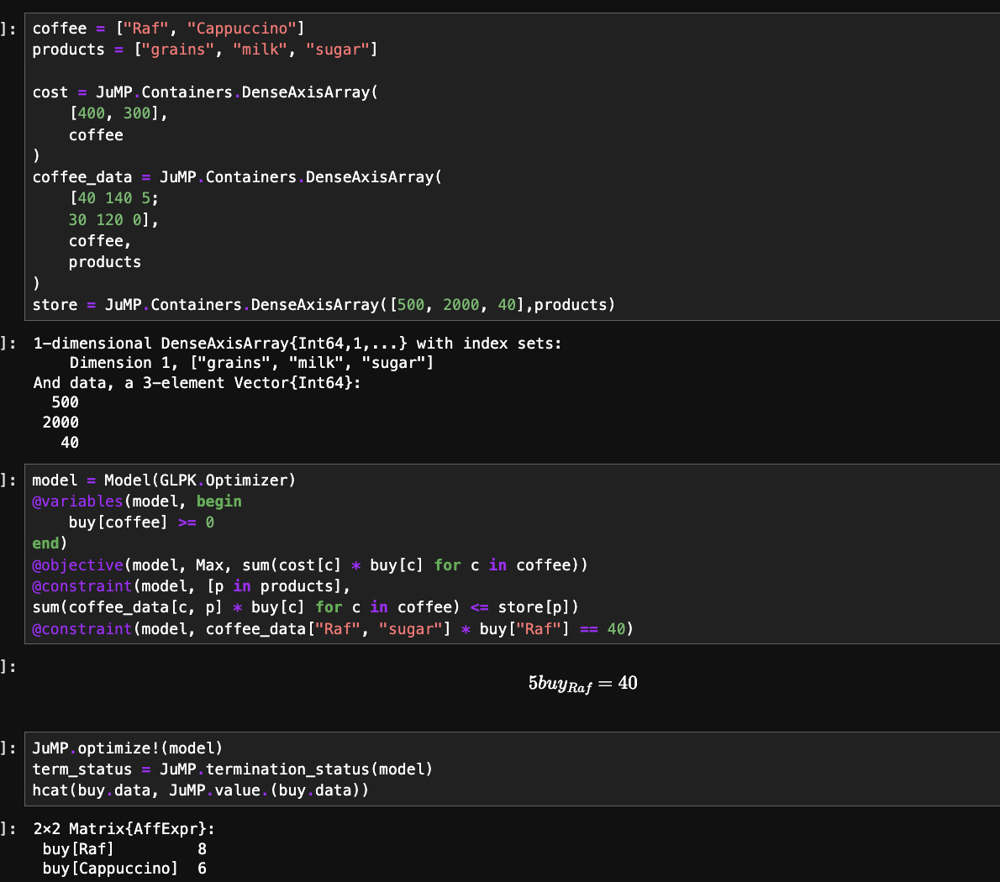 ]: coffee = ["Raf", "Cappuccino"]
products = ["grains", "milk", "sugar"]

cost = JuMP.Containers.DenseAxisArray(
    [400, 300],
    coffee
)
coffee_data = JuMP.Containers.DenseAxisArray(
    [40 140 5;
    30 120 0],
    coffee,
    products
)
store = JuMP.Containers.DenseAxisArray([500, 2000, 40],products)
]: 1-dimensional DenseAxisArray{Int64,1,...} with index sets:
    Dimension 1, ["grains", "milk", "sugar"]
And data, a 3-element Vector{Int64}:
  500
 2000
   40
]: model = Model(GLPK.Optimizer)
@variables(model, begin
    buy[coffee] >= 0
end)
@objective(model, Max, sum(cost[c] * buy[c] for c in coffee))
@constraint(model, [p in products],
sum(coffee_data[c, p] * buy[c] for c in coffee) <= store[p])
@constraint(model, coffee_data["Raf", "sugar"] * buy["Raf"] == 40)
]:
5buy_{Raf} = 40
]: JuMP.optimize!(model)
term_status = JuMP.termination_status(model)
hcat(buy.data, JuMP.value.(buy.data))
]: 2×2 Matrix{AffExpr}:
 buy[Raf]         8
 buy[Cappuccino]  6